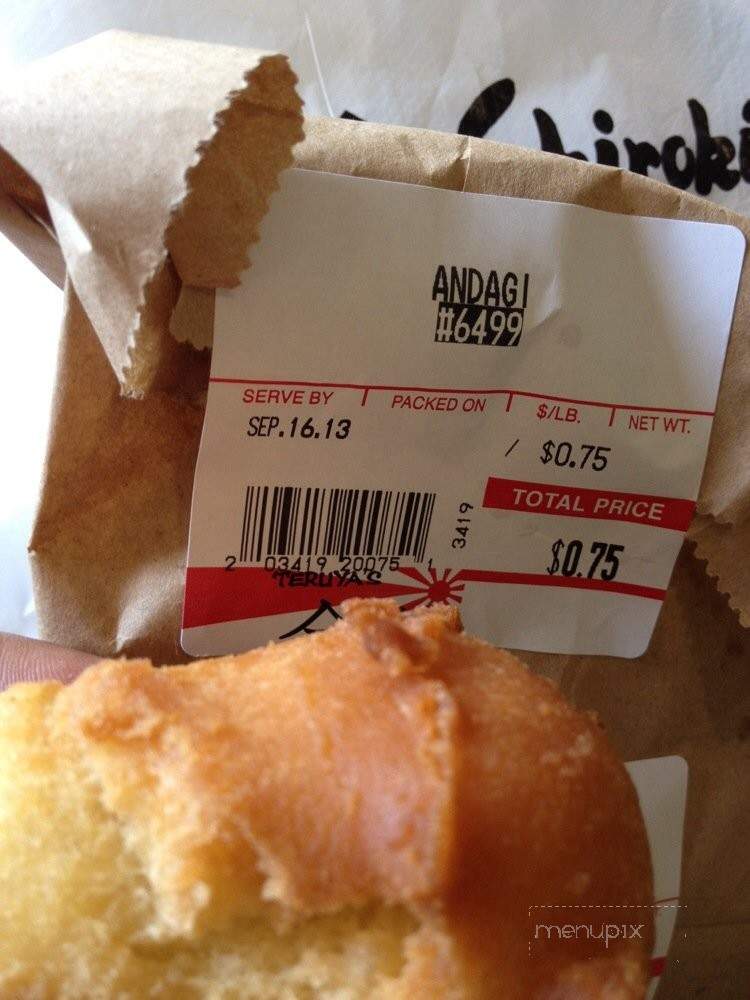 Shiroki
ANDAGI
#6499
SERVE BY PACKED ON $/LB. NET WT.
SEP.16.13 / $0.75
TOTAL PRICE
$0.75
3419
2 03419 20075 1
TERUYA'S
menupix